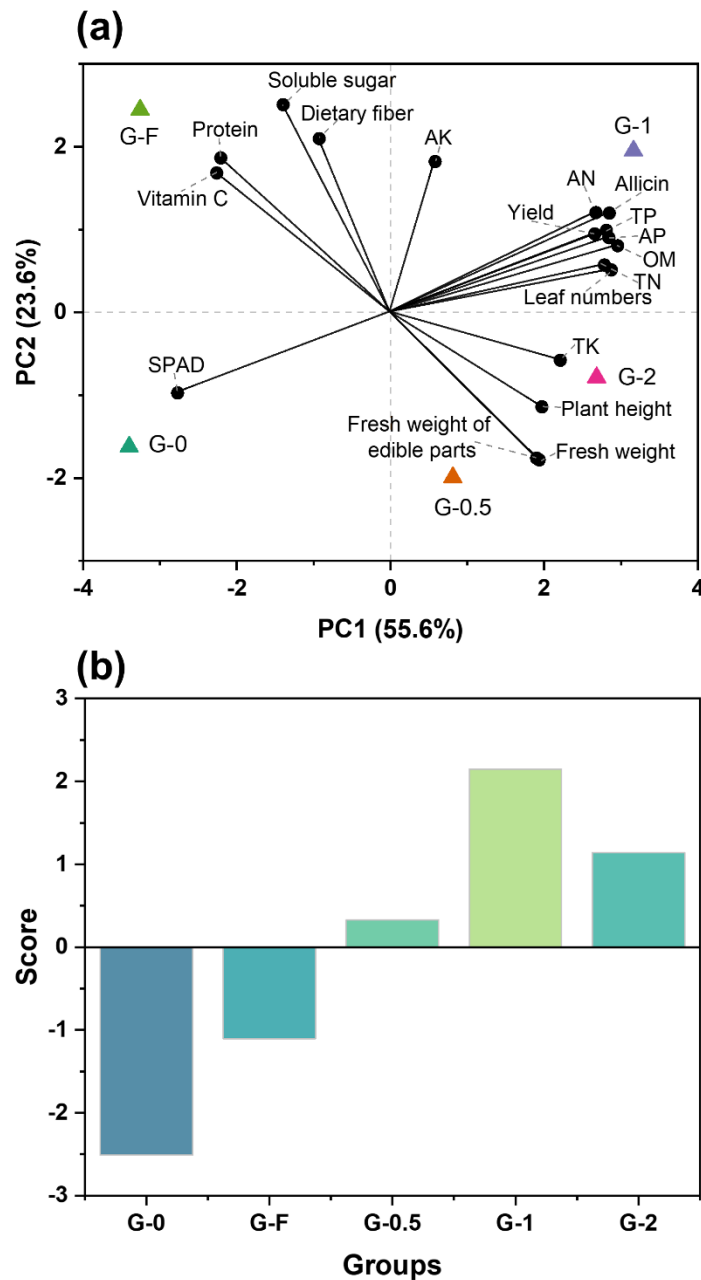 (a)
Soluble sugar
G-F
Dietary fiber
Protein
AK
G-1
Vitamin C
AN
Allicin
Yield
TP
AP
OM
TN
Leaf numbers
SPAD
TK
G-2
Plant height
G-0
Fresh weight of
edible parts
Fresh weight
G-0.5
2
0
-2
PC2 (23.6%)
-4
-2
0
2
4
PC1 (55.6%)
(b)
3
2
1
0
-1
-2
-3
Score
G-0
G-F
G-0.5
G-1
G-2
Groups